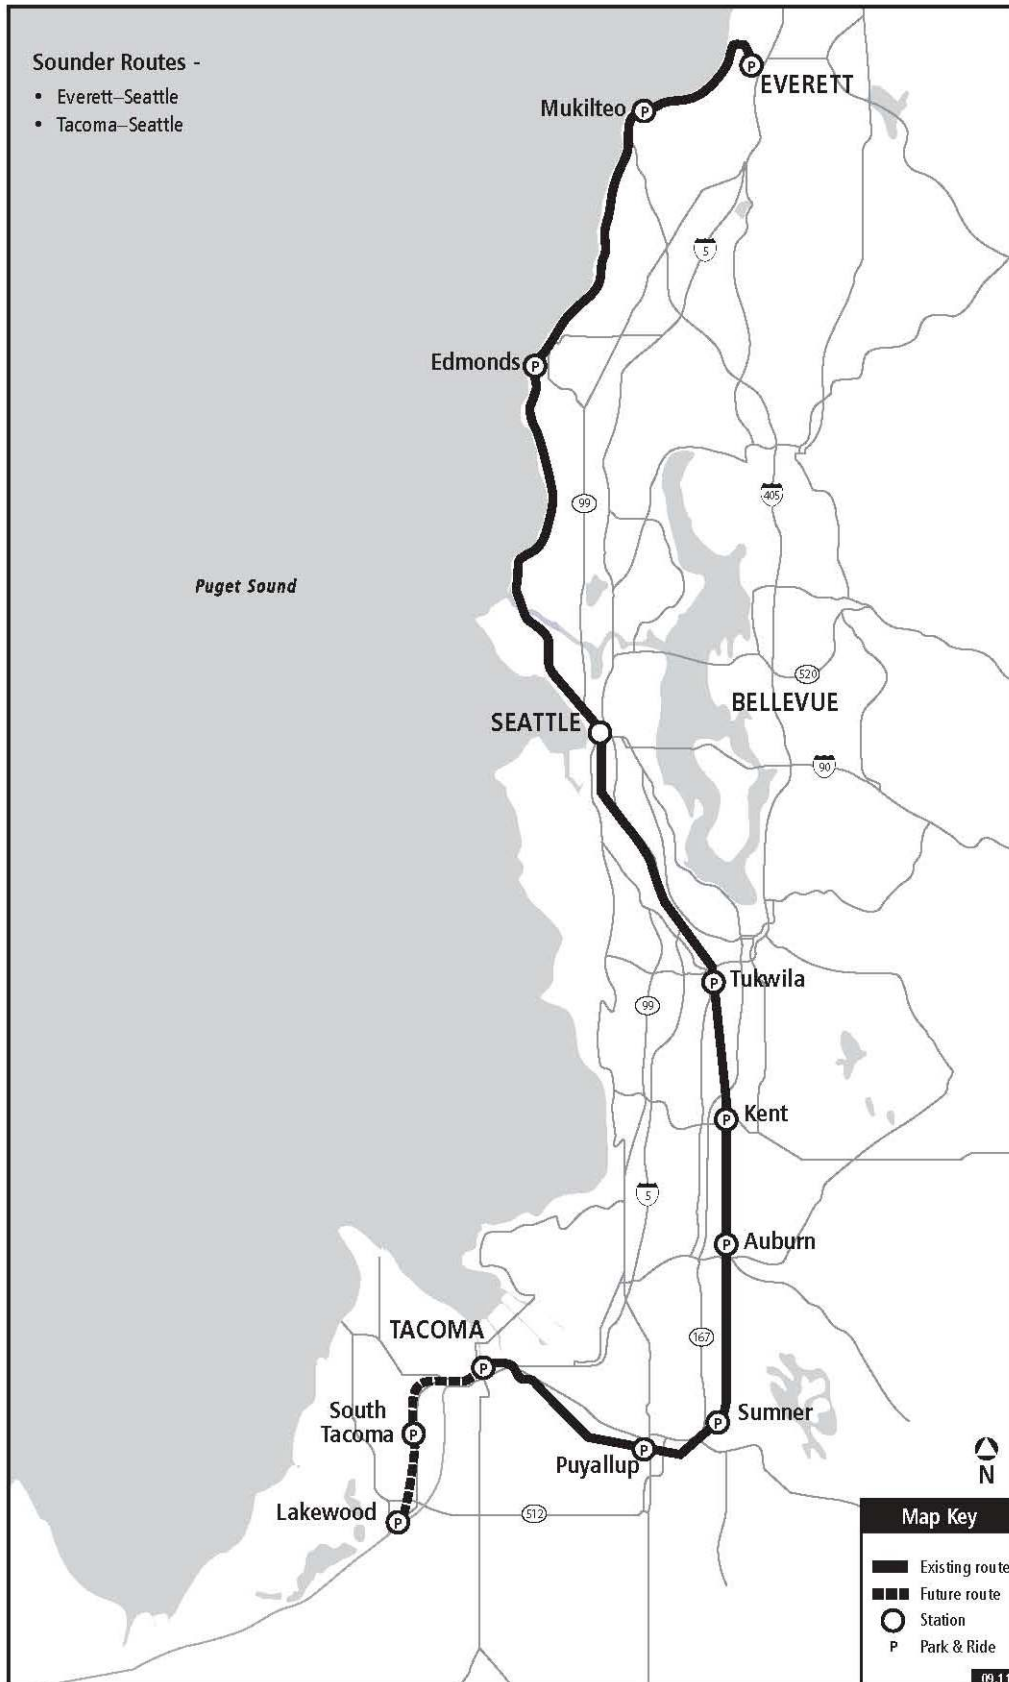 Sounder Routes -
• Everett–Seattle
• Tacoma–Seattle
EVERETT
Mukilteo
P
P
5
Edmonds
P
99
405
Puget Sound
520
BELLEVUE
SEATTLE
90
Tukwila
P
99
Kent
P
5
Auburn
P
TACOMA
167
P
Sumner
P
South
Tacoma
P
P
Puyallup
N
Lakewood
P
512
Map Key
Existing route
Future route
Station
P Park & Ride
09.11